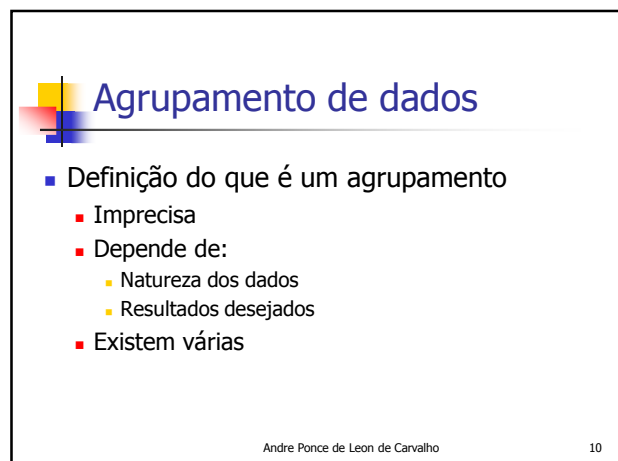 Agrupamento de dados
Definição do que é um agrupamento
Imprecisa
Depende de:
Natureza dos dados
Resultados desejados
Existem várias
Andre Ponce de Leon de Carvalho 10